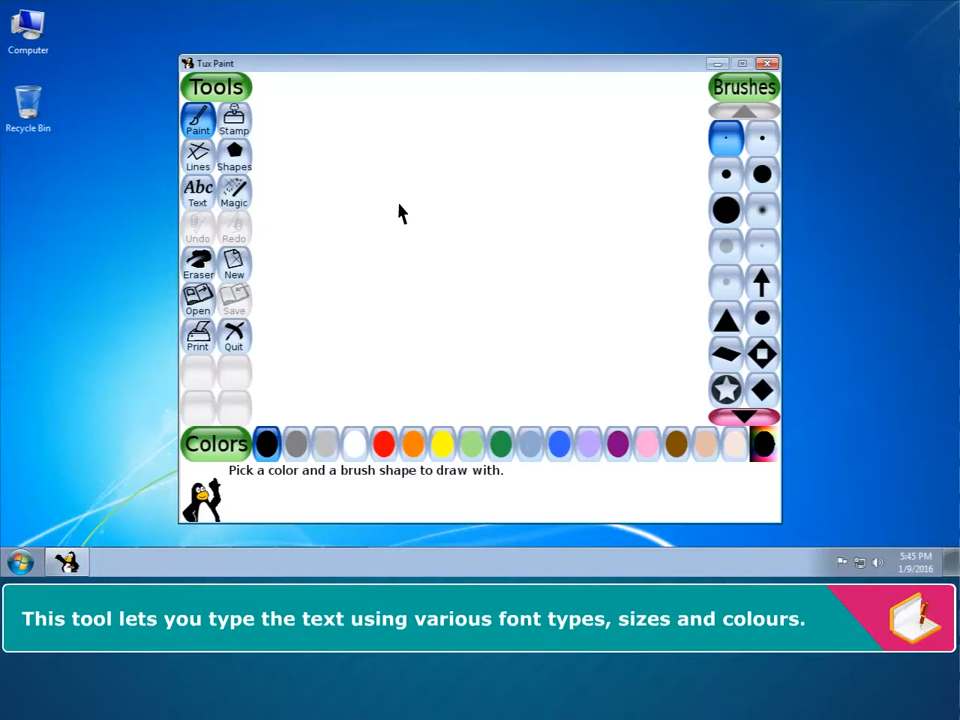 Computer
Recycle Bin
Tux Paint
Tools
Brushes
Paint
Stamp
Lines
Shapes
Abc
Text
Magic
Undo
Redo
Eraser
New
Open
Save
Print
Quit
Colors
Pick a color and a brush shape to draw with.
5:45 PM
1/9/2016
This tool lets you type the text using various font types, sizes and colours.